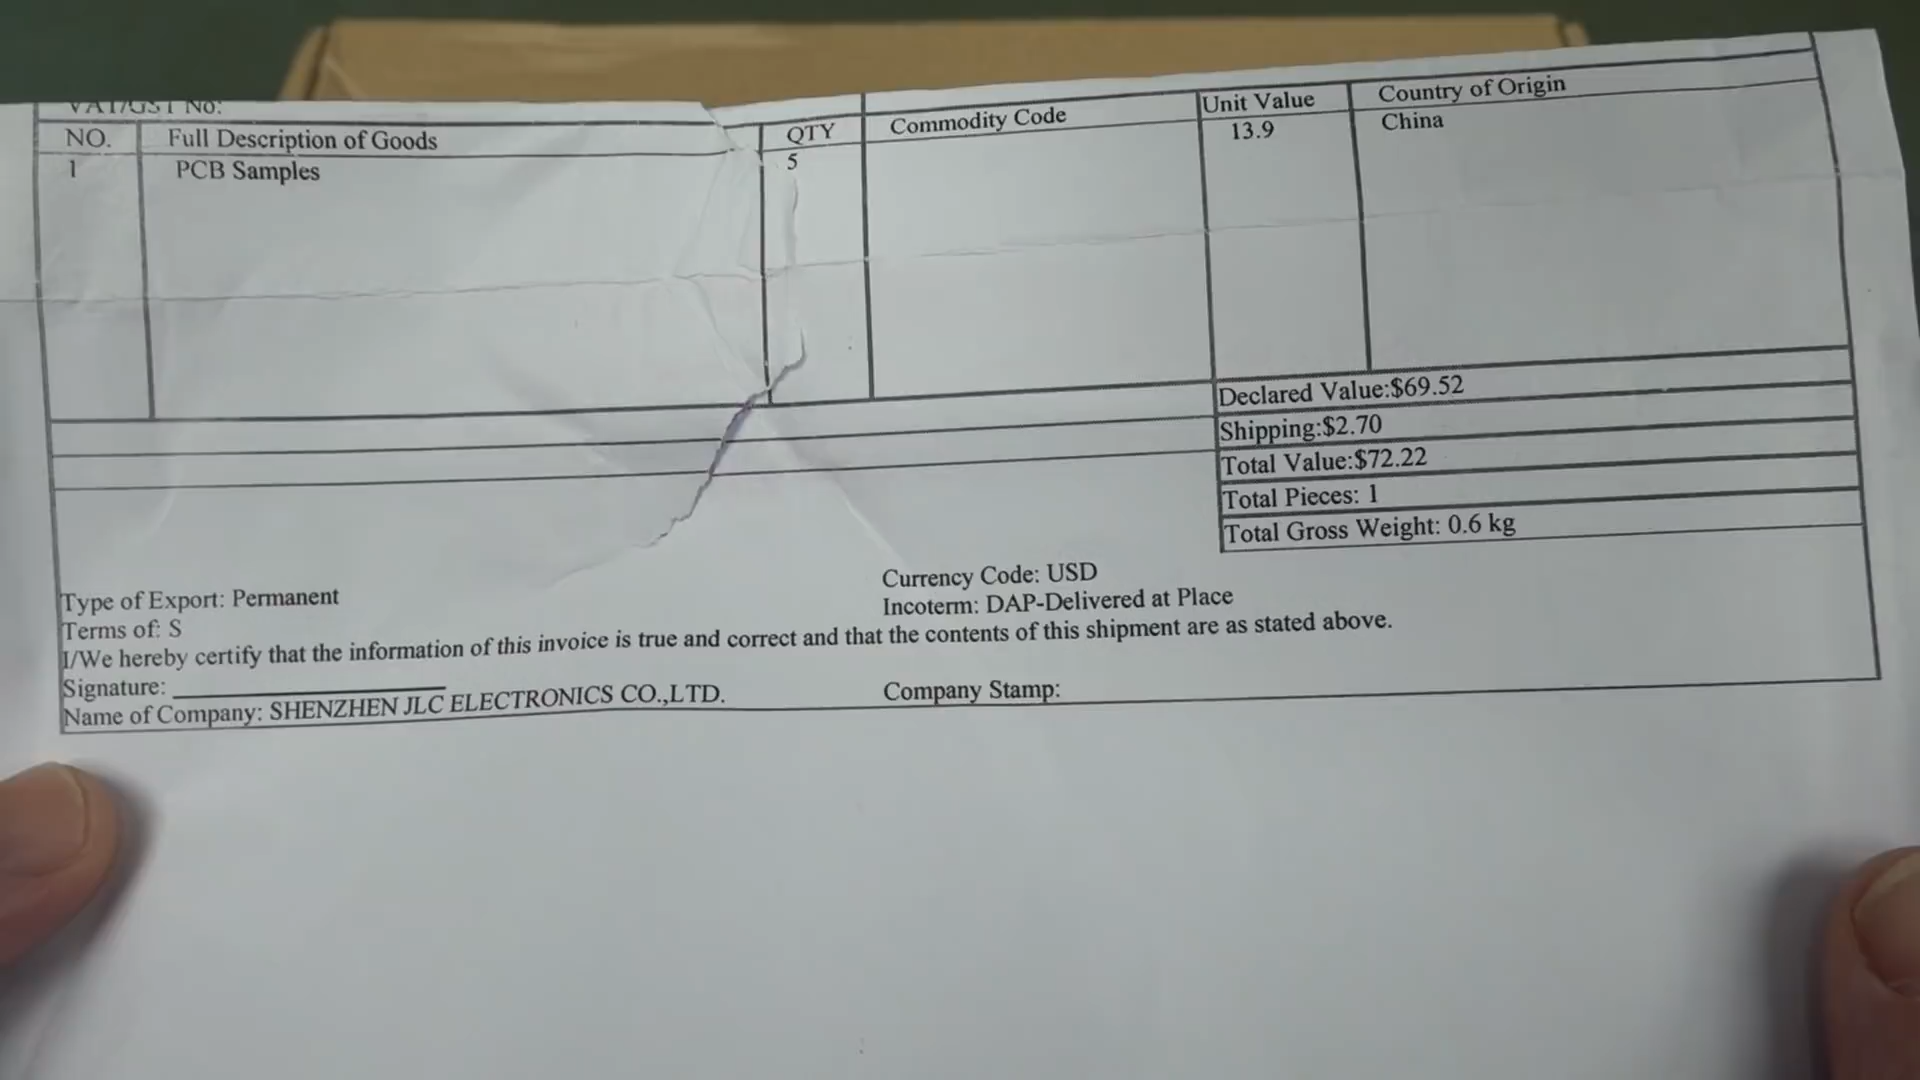 VAT/GST No:
NO. Full Description of Goods QTY Commodity Code Unit Value Country of Origin
1 PCB Samples 5 13.9 China
Declared Value:$69.52
Shipping:$2.70
Total Value:$72.22
Total Pieces: 1
Total Gross Weight: 0.6 kg
Type of Export: Permanent Currency Code: USD
Terms of: S Incoterm: DAP-Delivered at Place
I/We hereby certify that the information of this invoice is true and correct and that the contents of this shipment are as stated above.
Signature: Company Stamp:
Name of Company: SHENZHEN JLC ELECTRONICS CO.,LTD.